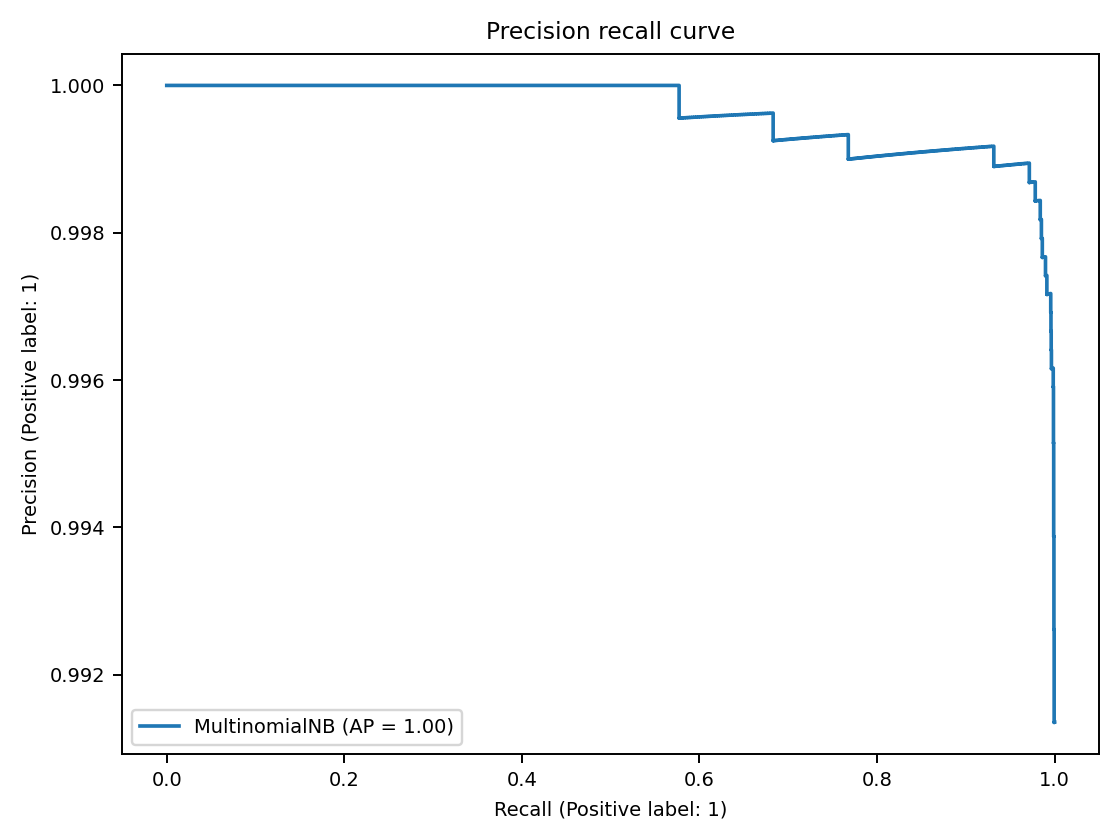 Precision recall curve
1.000
0.998
0.996
0.994
0.992
Precision (Positive label: 1)
MultinomialNB (AP = 1.00)
0.0 0.2 0.4 0.6 0.8 1.0
Recall (Positive label: 1)